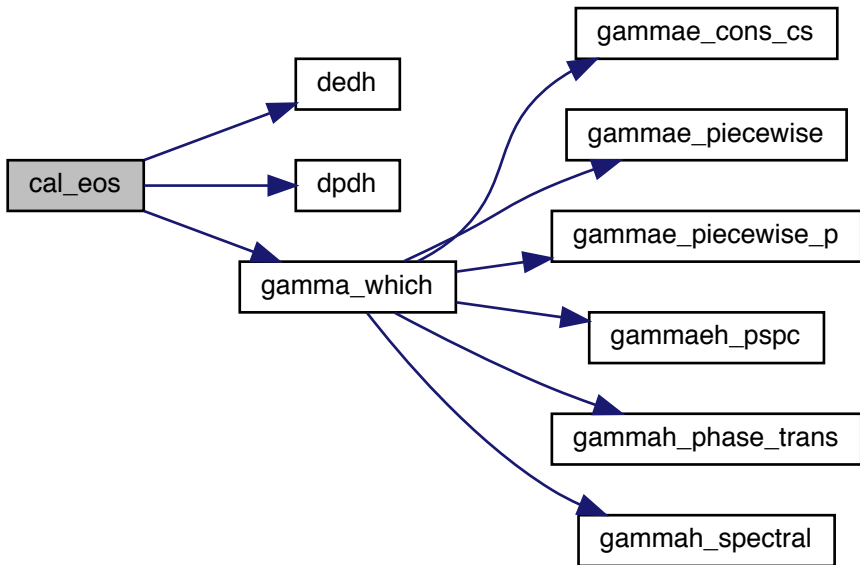 cal_eos
dedh
dpdh
gamma_which
gammae_cons_cs
gammae_piecewise
gammae_piecewise_p
gammaeh_pspc
gammah_phase_trans
gammah_spectral